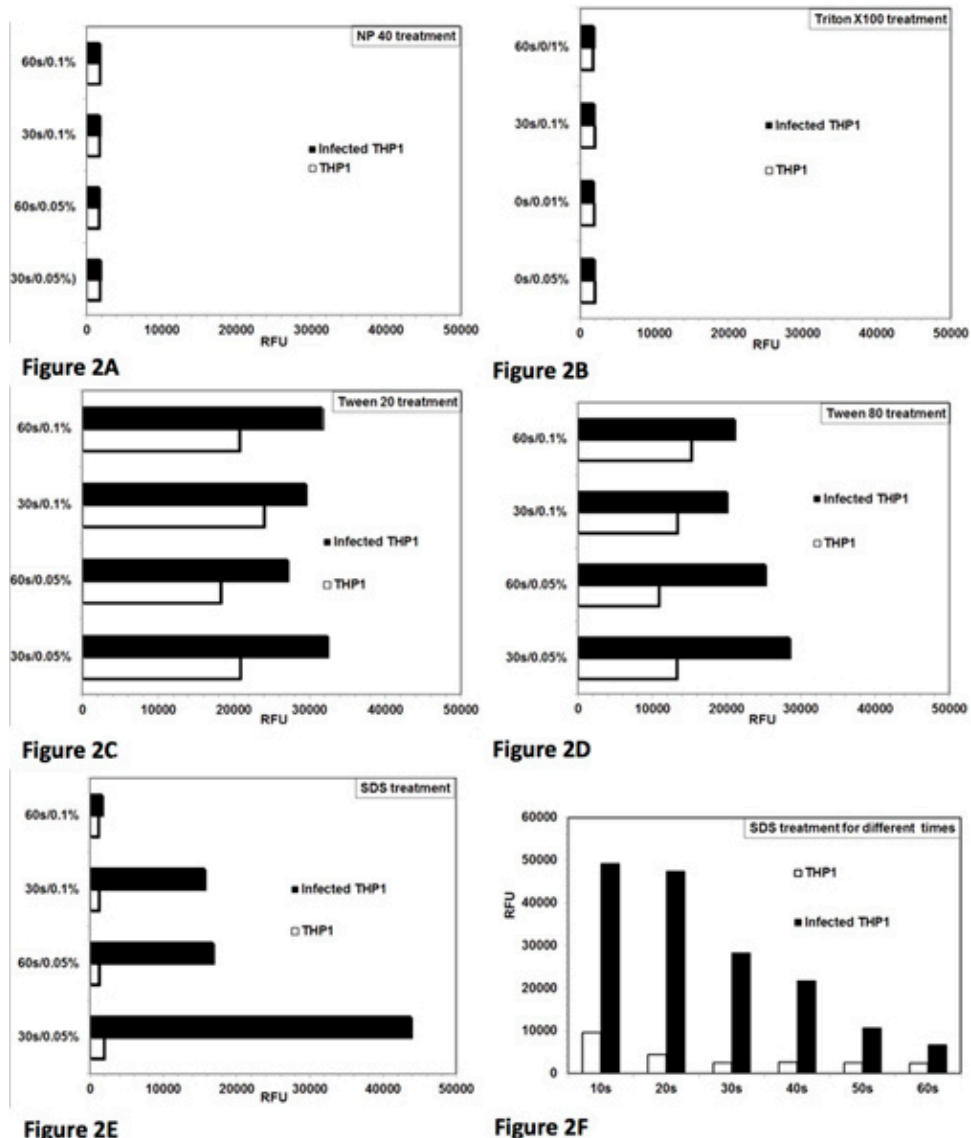 NP 40 treatment
60s/0.1%
30s/0.1%
60s/0.05%
30s/0.05%)
■ Infected THP1
□ THP1
0 10000 20000 30000 40000 50000
RFU
Figure 2A
Triton X100 treatment
60s/0/1%
30s/0.1%
0s/0.01%
0s/0.05%
■ Infected THP1
□ THP1
0 10000 20000 30000 40000 50000
RFU
Figure 2B
Tween 20 treatment
60s/0.1%
30s/0.1%
60s/0.05%
30s/0.05%
■ Infected THP1
□ THP1
0 10000 20000 30000 40000 50000
RFU
Figure 2C
Tween 80 treatment
60s/0.1%
30s/0.1%
60s/0.05%
30s/0.05%
■ Infected THP1
□ THP1
0 10000 20000 30000 40000 50000
RFU
Figure 2D
SDS treatment
60s/0.1%
30s/0.1%
60s/0.05%
30s/0.05%
■ Infected THP1
□ THP1
0 10000 20000 30000 40000 50000
RFU
Figure 2E
SDS treatment for different times
60000
50000
40000
30000
20000
10000
0
RFU
□ THP1
■ Infected THP1
10s 20s 30s 40s 50s 60s
Figure 2F